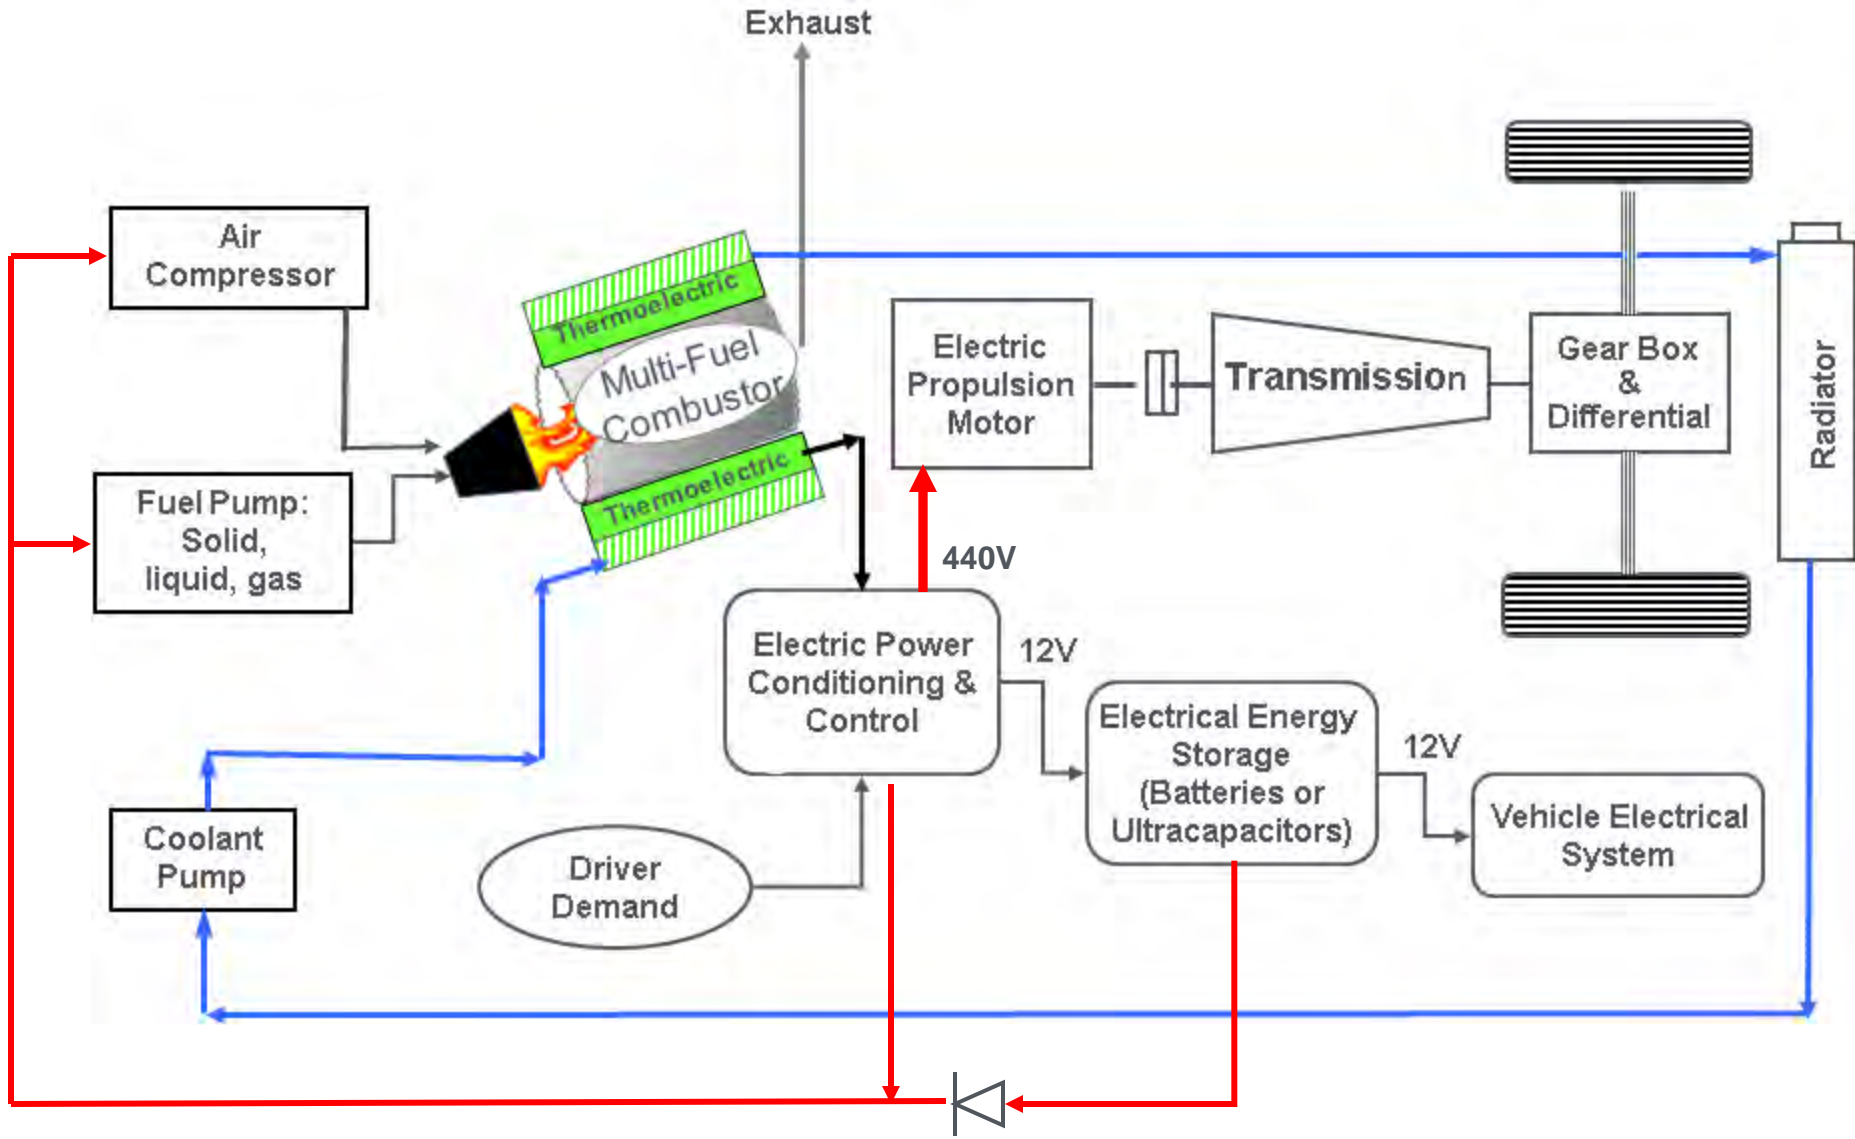 Exhaust
Air
Compressor
Thermoelectric
Multi-Fuel
Combustor
Thermoelectric
Fuel Pump:
Solid,
liquid, gas
Electric
Propulsion
Motor
Transmission
Gear Box
&
Differential
Radiator
440V
Electric Power
Conditioning &
Control
12V
Electrical Energy
Storage
(Batteries or
Ultracapacitors)
12V
Vehicle Electrical
System
Coolant
Pump
Driver
Demand